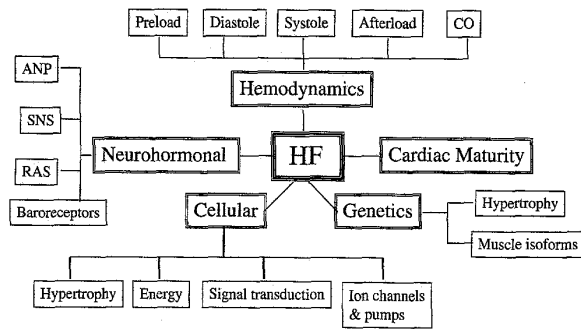 Preload
Diastole
Systole
Afterload
CO
Hemodynamics
ANP
SNS
RAS
Baroreceptors
Neurohormonal
HF
Cardiac Maturity
Cellular
Genetics
Hypertrophy
Muscle isoforms
Hypertrophy
Energy
Signal transduction
Ion channels
& pumps